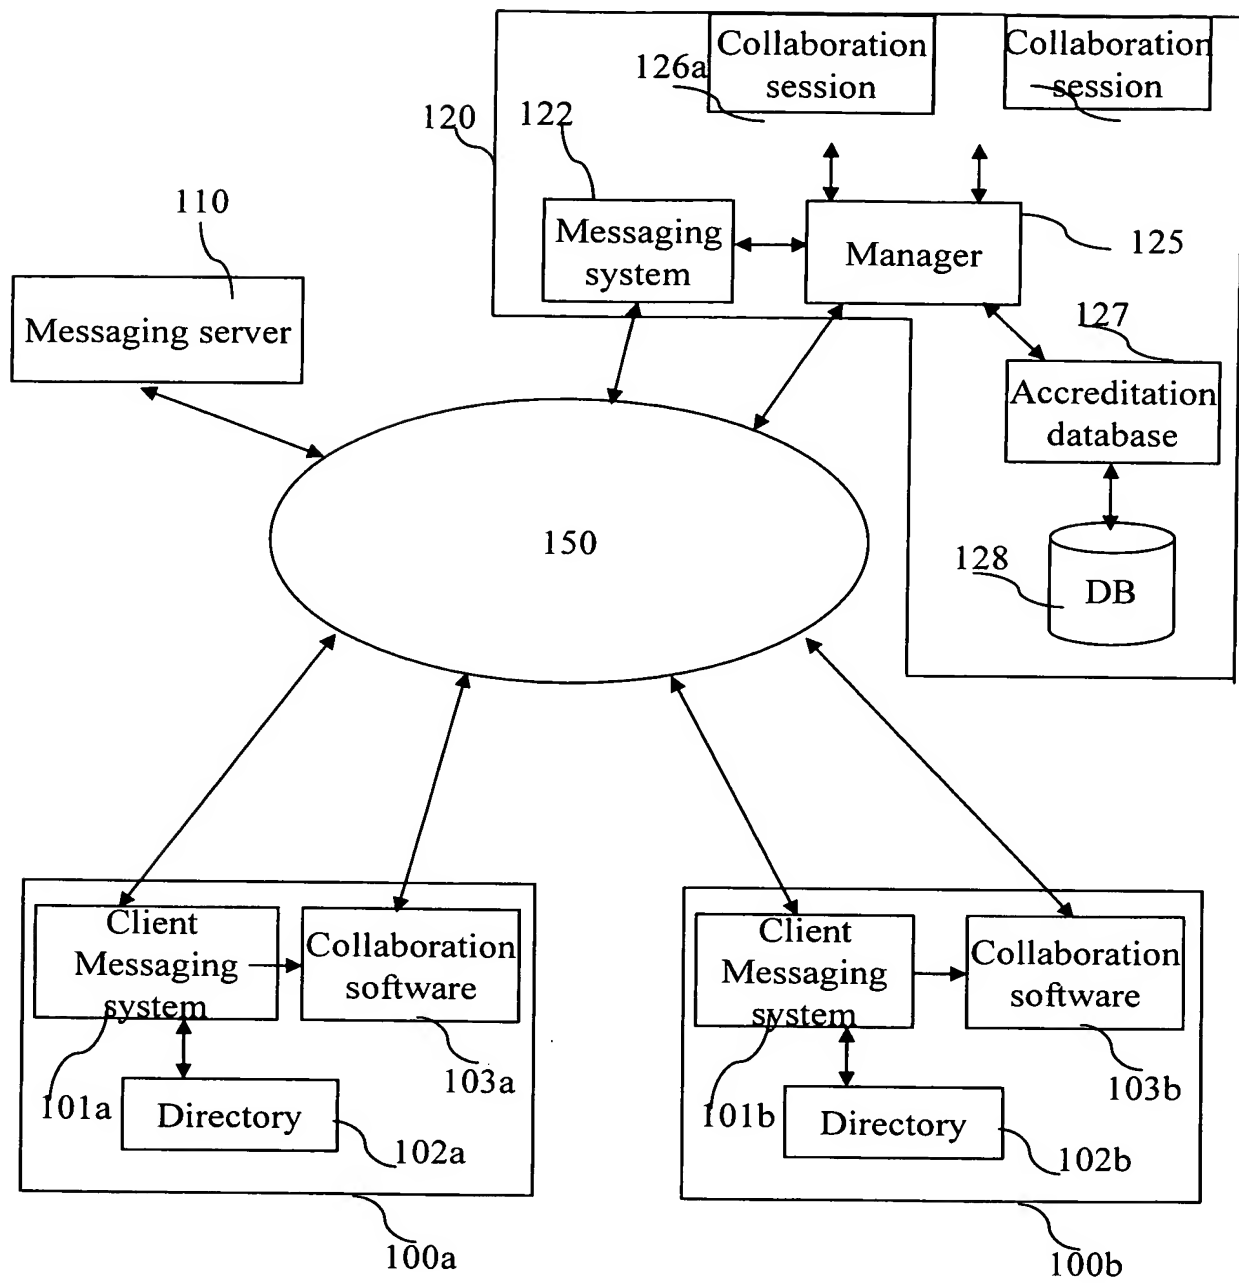 Collaboration
session
Collaboration
session
126a
120
122
110
Messaging
system
Manager
125
Messaging server
127
Accreditation
database
150
128
DB
Client
Messaging
system
Collaboration
software
Client
Messaging
system
Collaboration
software
101a
103a
Directory
102a
101b
103b
Directory
102b
100a
100b